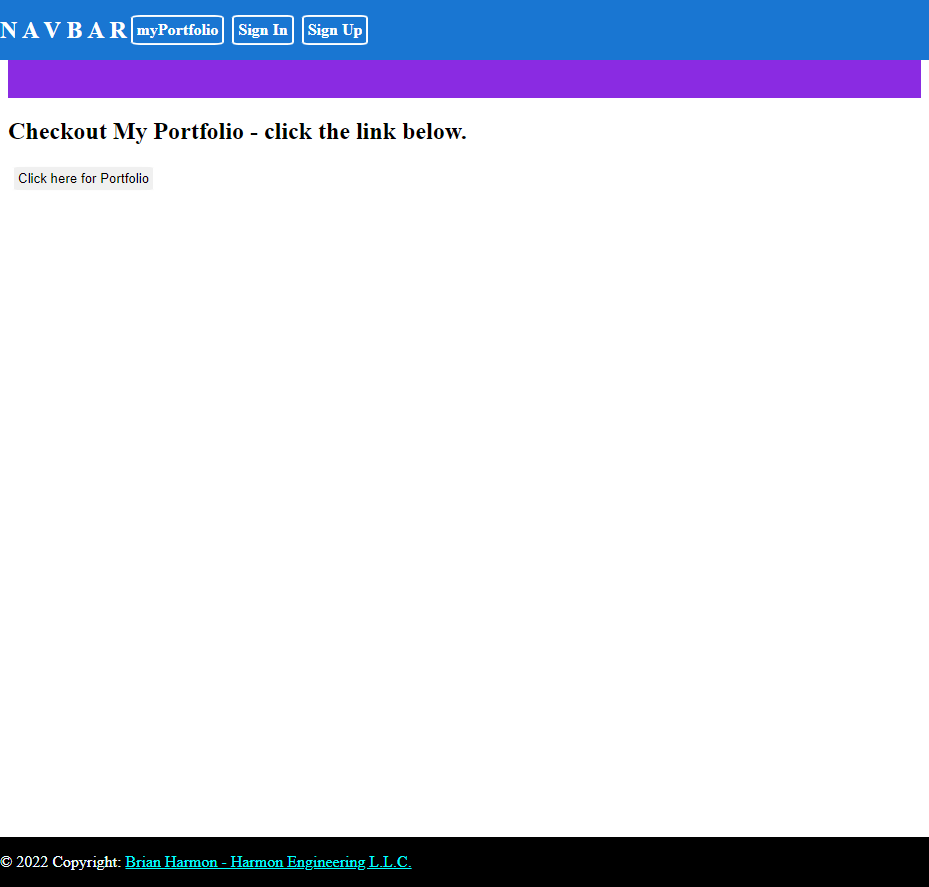 N A V B A R myPortfolio Sign In Sign Up
Checkout My Portfolio - click the link below.
Click here for Portfolio
© 2022 Copyright: Brian Harmon - Harmon Engineering L.L.C.